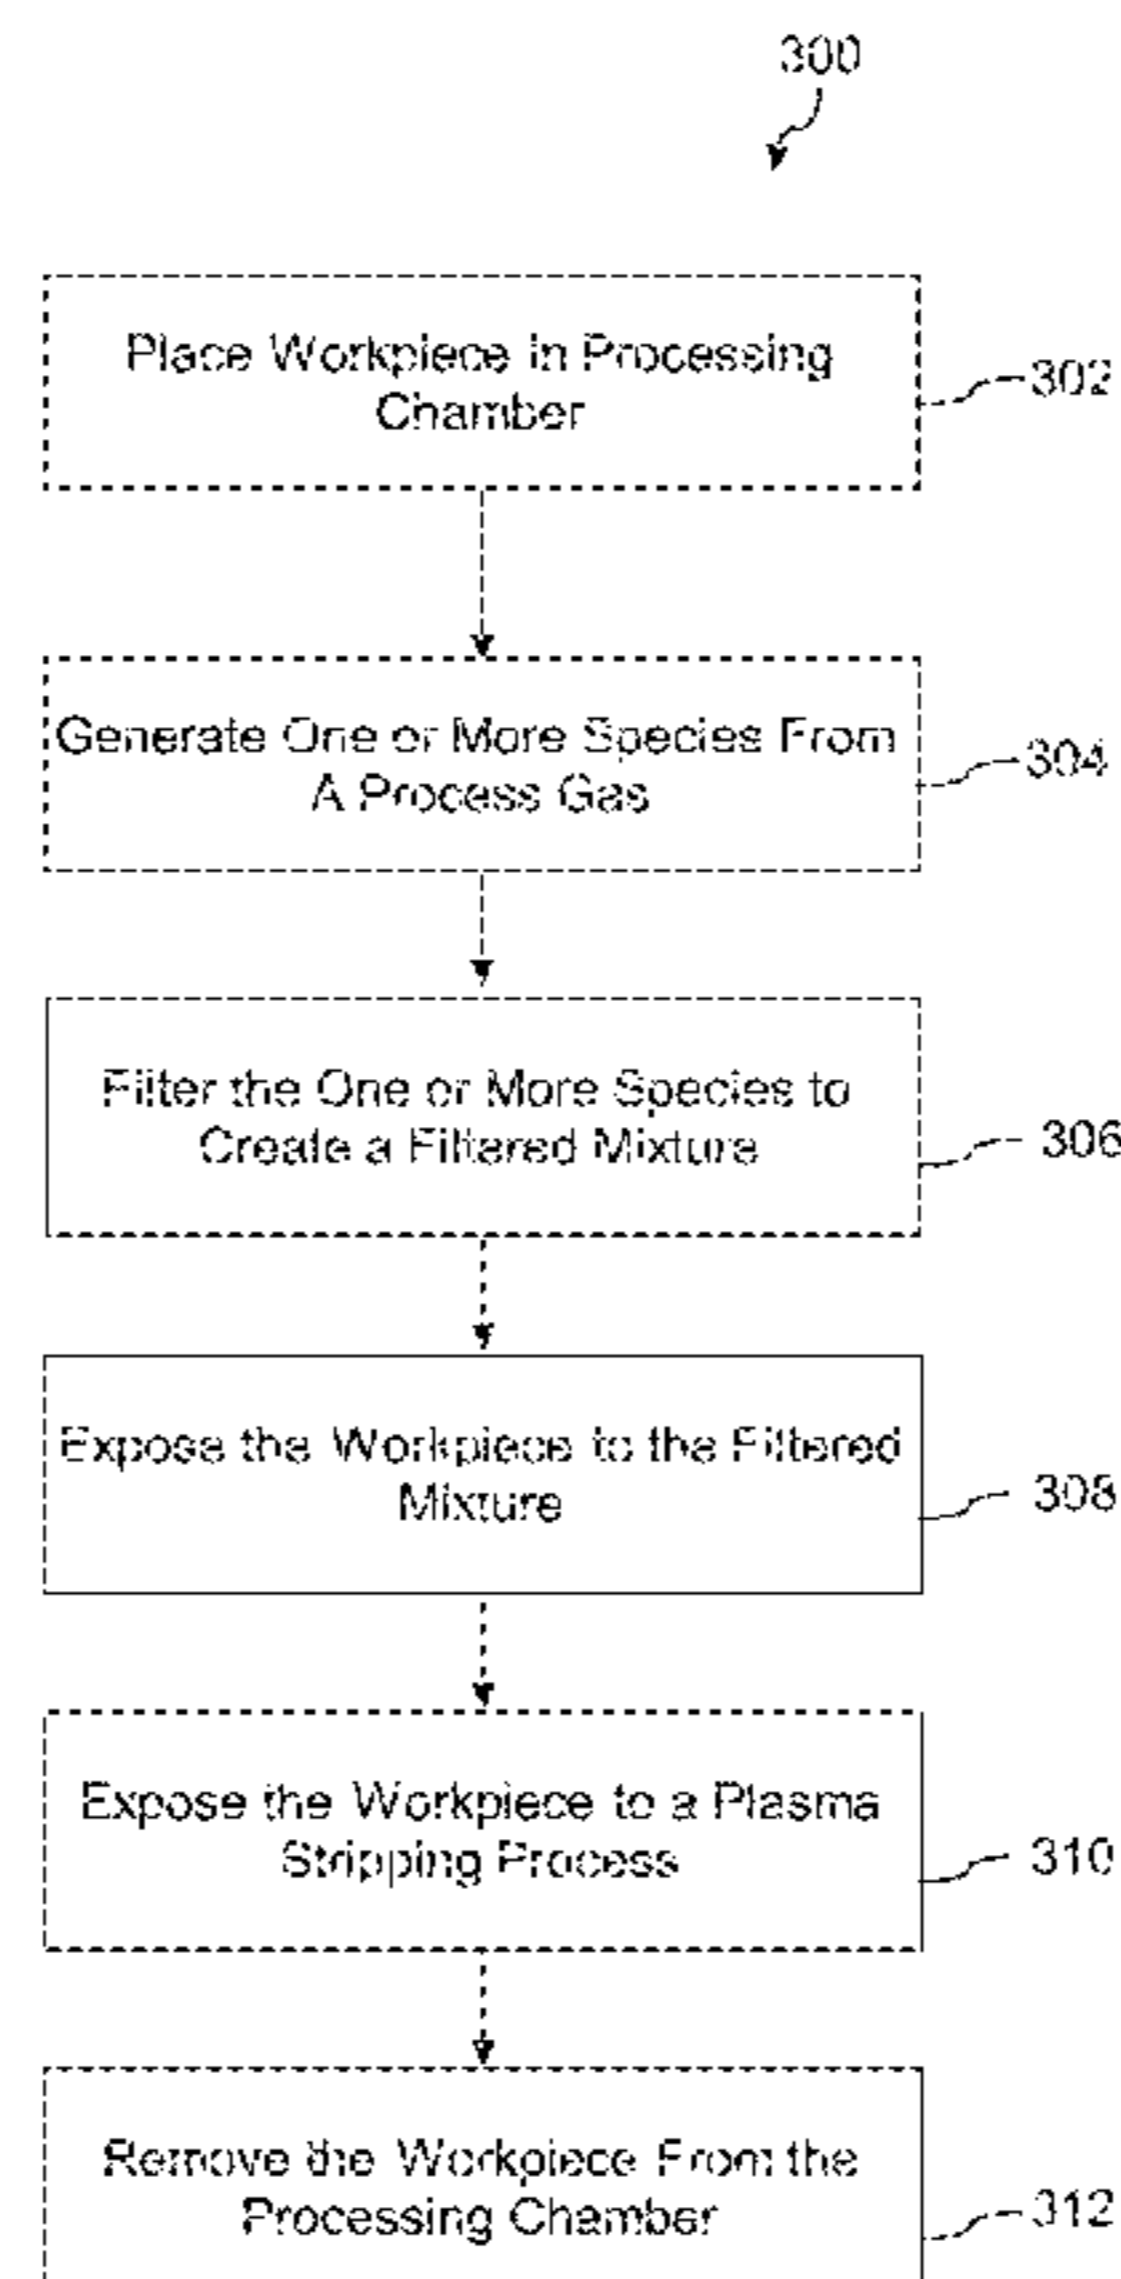 300
Place Workpiece in Processing
Chamber
302
Generate One or More Species From
A Process Gas
304
Filter the One or More Species to
Create a Filtered Mixture
306
Expose the Workpiece to the Filtered
Mixture
308
Expose the Workpiece to a Plasma
Stripping Process
310
Remove the Workpiece From the
Processing Chamber
312